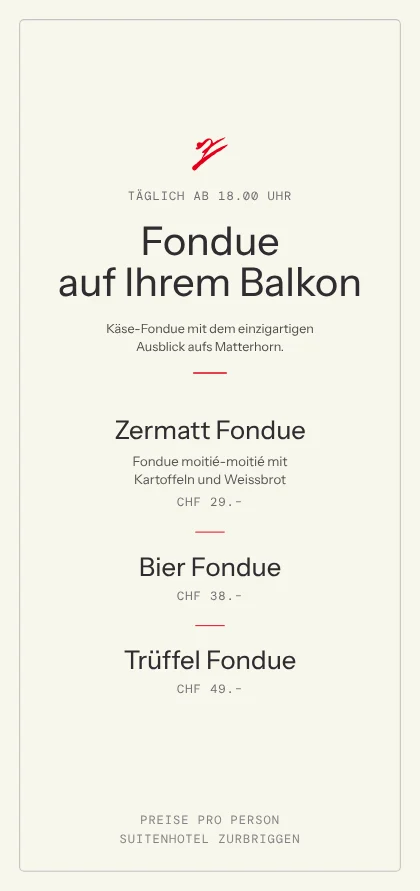 TÄGLICH AB 18.00 UHR
Fondue
auf Ihrem Balkon
Käse-Fondue mit dem einzigartigen
Ausblick aufs Matterhorn.
Zermatt Fondue
Fondue moitié-moitié mit
Kartoffeln und Weissbrot
CHF 29.-
Bier Fondue
CHF 38.-
Trüffel Fondue
CHF 49.-
PREISE PRO PERSON
SUITENHOTEL ZURBRIGGEN